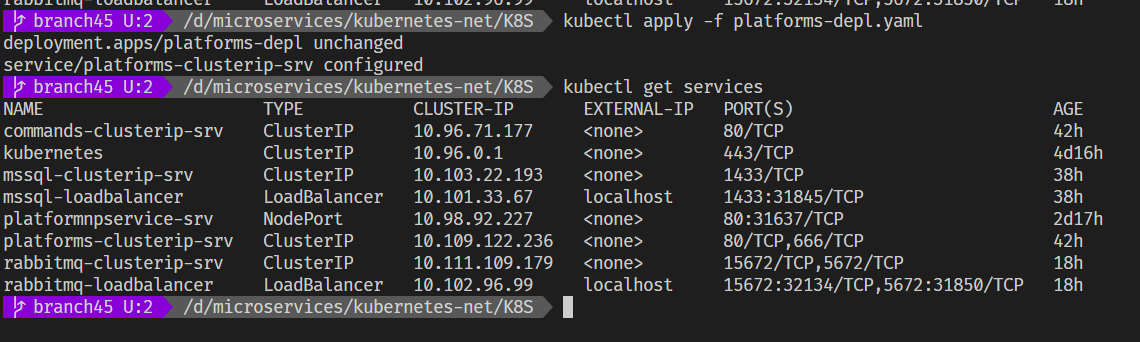 rabbitmq-loadbalancer LoadBalancer 10.102.96.99 localhost 15672:32134/TCP,5672:31850/TCP 18h
branch45 U:2 /d/microservices/kubernetes-net/K8S kubectl apply -f platforms-depl.yaml
deployment.apps/platforms-depl unchanged
service/platforms-clusterip-srv configured
branch45 U:2 /d/microservices/kubernetes-net/K8S kubectl get services
NAME TYPE CLUSTER-IP EXTERNAL-IP PORT(S) AGE
commands-clusterip-srv ClusterIP 10.96.71.177 <none> 80/TCP 42h
kubernetes ClusterIP 10.96.0.1 <none> 443/TCP 4d16h
mssql-clusterip-srv ClusterIP 10.103.22.193 <none> 1433/TCP 38h
mssql-loadbalancer LoadBalancer 10.101.33.67 localhost 1433:31845/TCP 38h
platformnpservice-srv NodePort 10.98.92.227 <none> 80:31637/TCP 2d17h
platforms-clusterip-srv ClusterIP 10.109.122.236 <none> 80/TCP,666/TCP 42h
rabbitmq-clusterip-srv ClusterIP 10.111.109.179 <none> 15672/TCP,5672/TCP 18h
rabbitmq-loadbalancer LoadBalancer 10.102.96.99 localhost 15672:32134/TCP,5672:31850/TCP 18h
branch45 U:2 /d/microservices/kubernetes-net/K8S